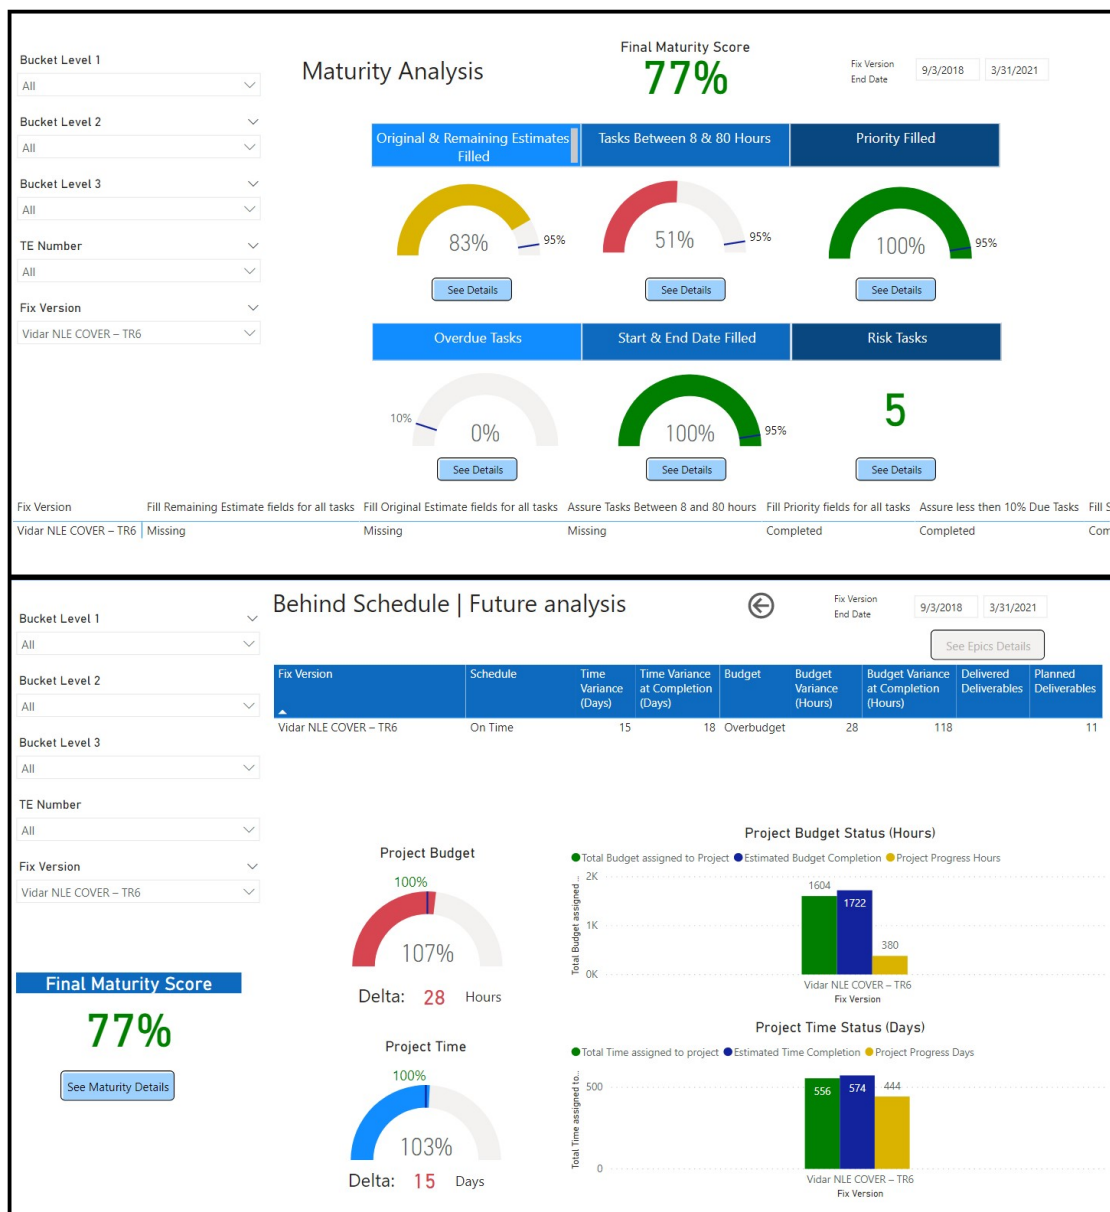 Bucket Level 1
All
Bucket Level 2
All
Bucket Level 3
All
TE Number
All
Fix Version
Vidar NLE COVER – TR6
Maturity Analysis
Final Maturity Score
77%
Fix Version
End Date
9/3/2018 3/31/2021
Original & Remaining Estimates
Filled
Tasks Between 8 & 80 Hours
Priority Filled
83%
95%
51%
95%
100%
95%
See Details
See Details
See Details
Overdue Tasks
Start & End Date Filled
Risk Tasks
10%
0%
100%
95%
5
See Details
See Details
See Details
Fix Version Fill Remaining Estimate fields for all tasks Fill Original Estimate fields for all tasks Assure Tasks Between 8 and 80 hours Fill Priority fields for all tasks Assure less then 10% Due Tasks Fill S
Vidar NLE COVER – TR6 Missing Missing Missing Completed Completed Com
Bucket Level 1
All
Bucket Level 2
All
Bucket Level 3
All
TE Number
All
Fix Version
Vidar NLE COVER – TR6
Final Maturity Score
77%
See Maturity Details
Behind Schedule | Future analysis
Fix Version
End Date
9/3/2018 3/31/2021
See Epics Details
Fix Version Schedule Time Time Variance Budget Budget Budget Variance Delivered Planned
Variance at Completion Variance at Completion Deliverables Deliverables
(Days) (Days) (Hours) (Hours)
Vidar NLE COVER – TR6 On Time 15 18 Overbudget 28 118 11
Project Budget
100%
107%
Delta: 28 Hours
Project Time
100%
103%
Delta: 15 Days
Project Budget Status (Hours)
Total Budget assigned to Project Estimated Budget Completion Project Progress Hours
Total Budget assigned ...
2K
1K
0K
1604
1722
380
Vidar NLE COVER – TR6
Fix Version
Project Time Status (Days)
Total Time assigned to project Estimated Time Completion Project Progress Days
Total Time assigned to...
500
0
556
574
444
Vidar NLE COVER – TR6
Fix Version